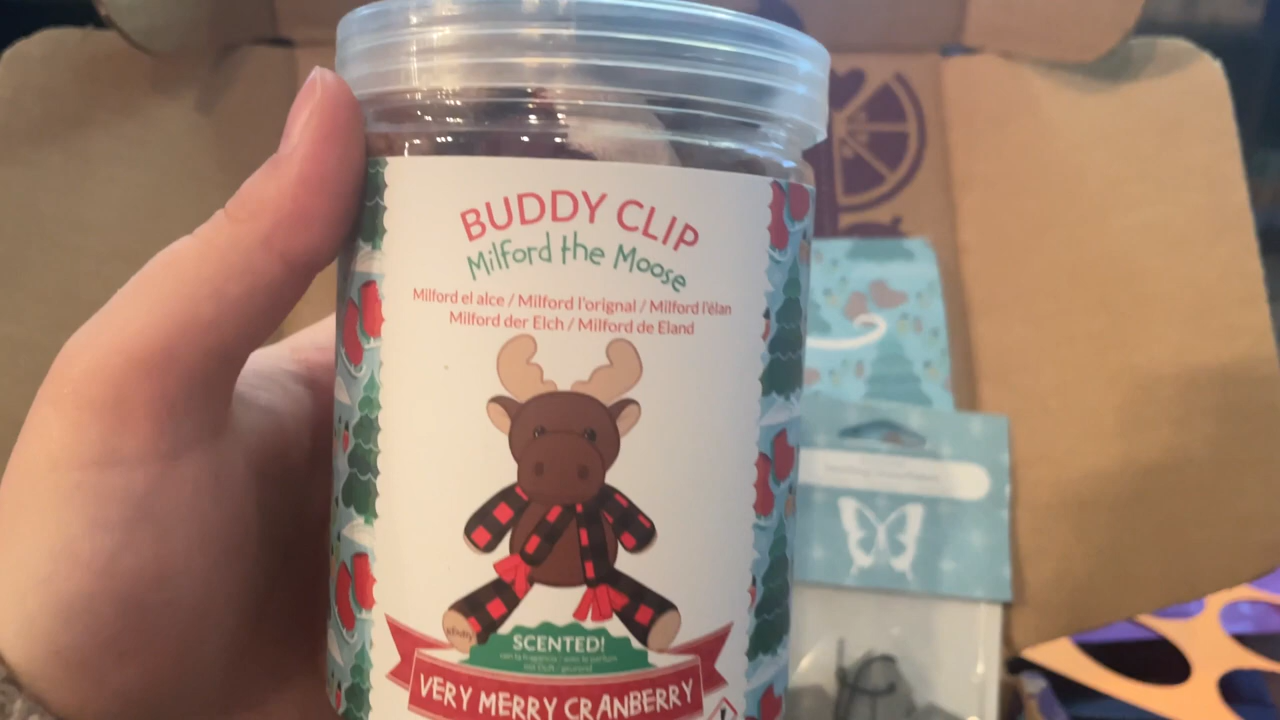 BUDDY CLIP
Milford the Moose
Milford el alce / Milford l'orignal / Milford l'élan
Milford der Elch / Milford de Eland
SCENTED!
VERY MERRY CRANBERRY